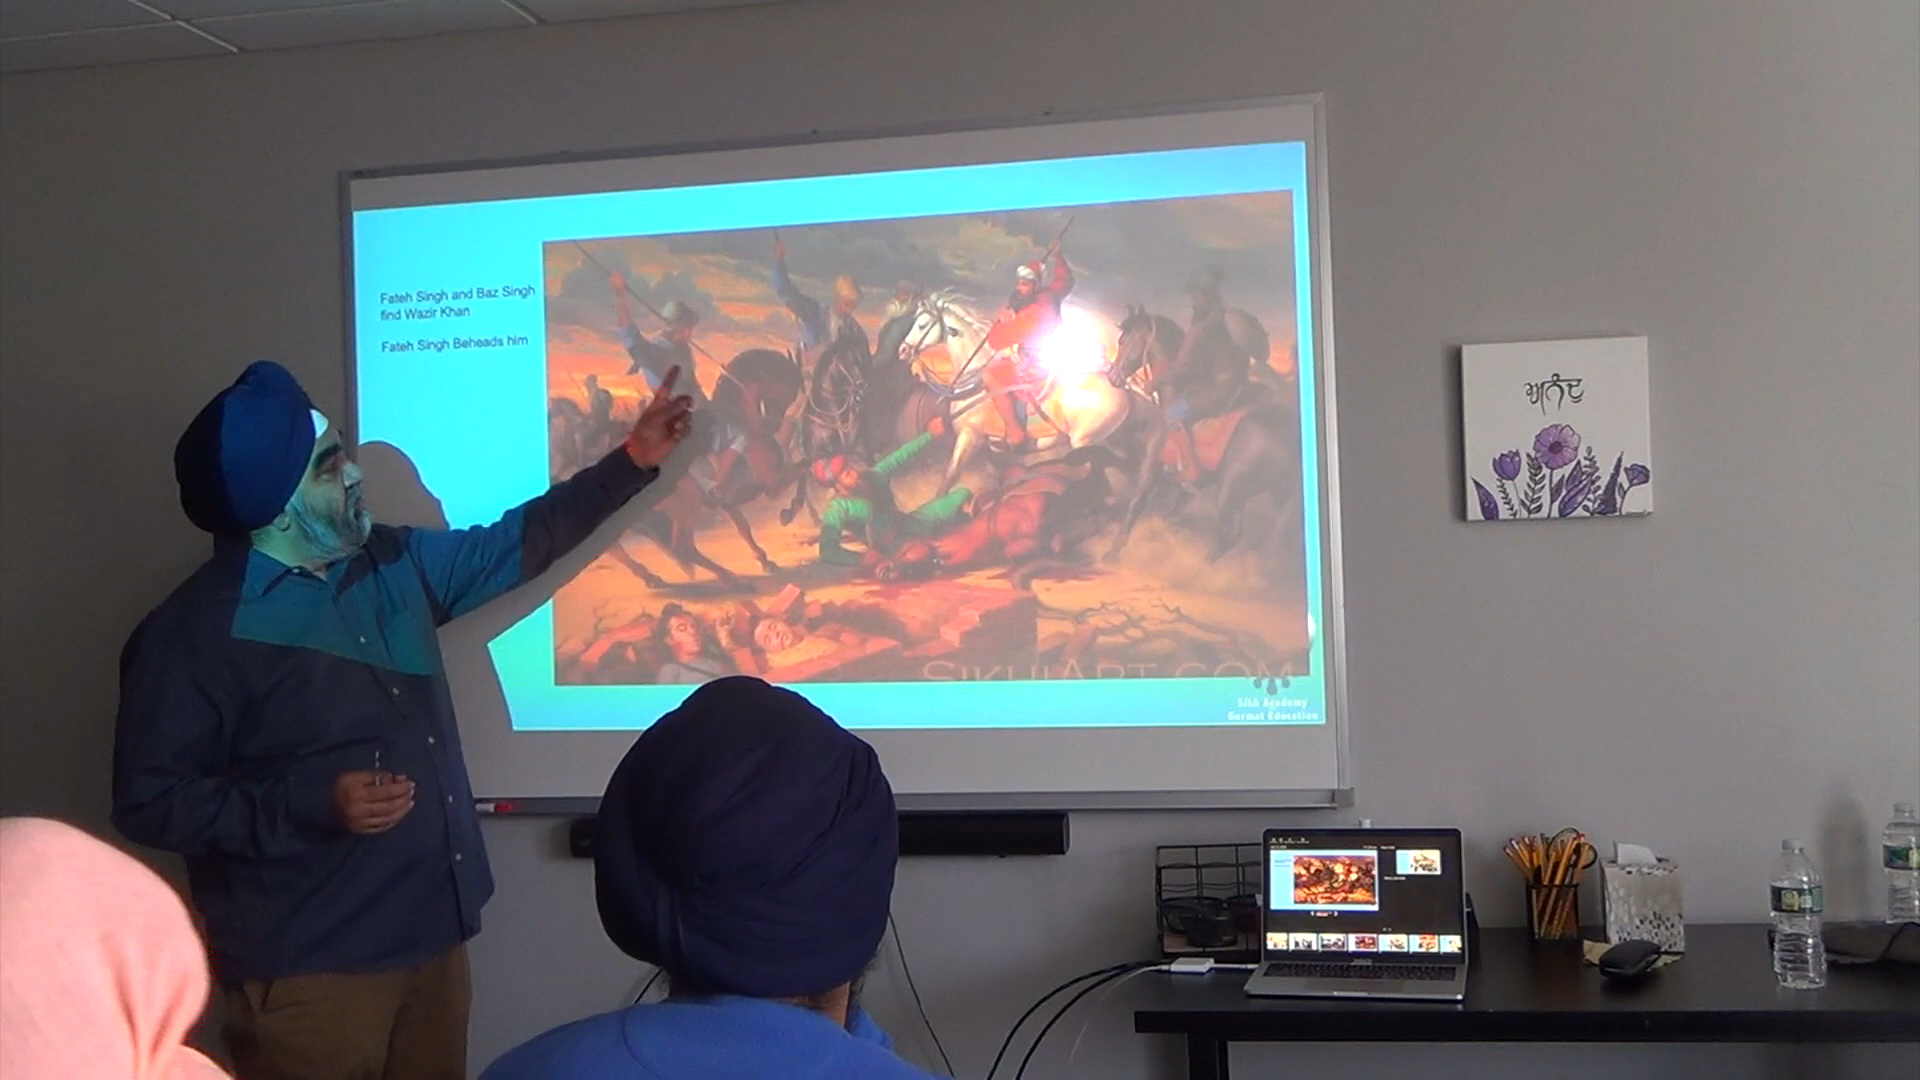 Fateh Singh and Baz Singh
find Wazir Khan
Fateh Singh Beheads him
SIKHIART.COM
Sikh Academy
Gurmat Education
ਅਨੰਦੁ